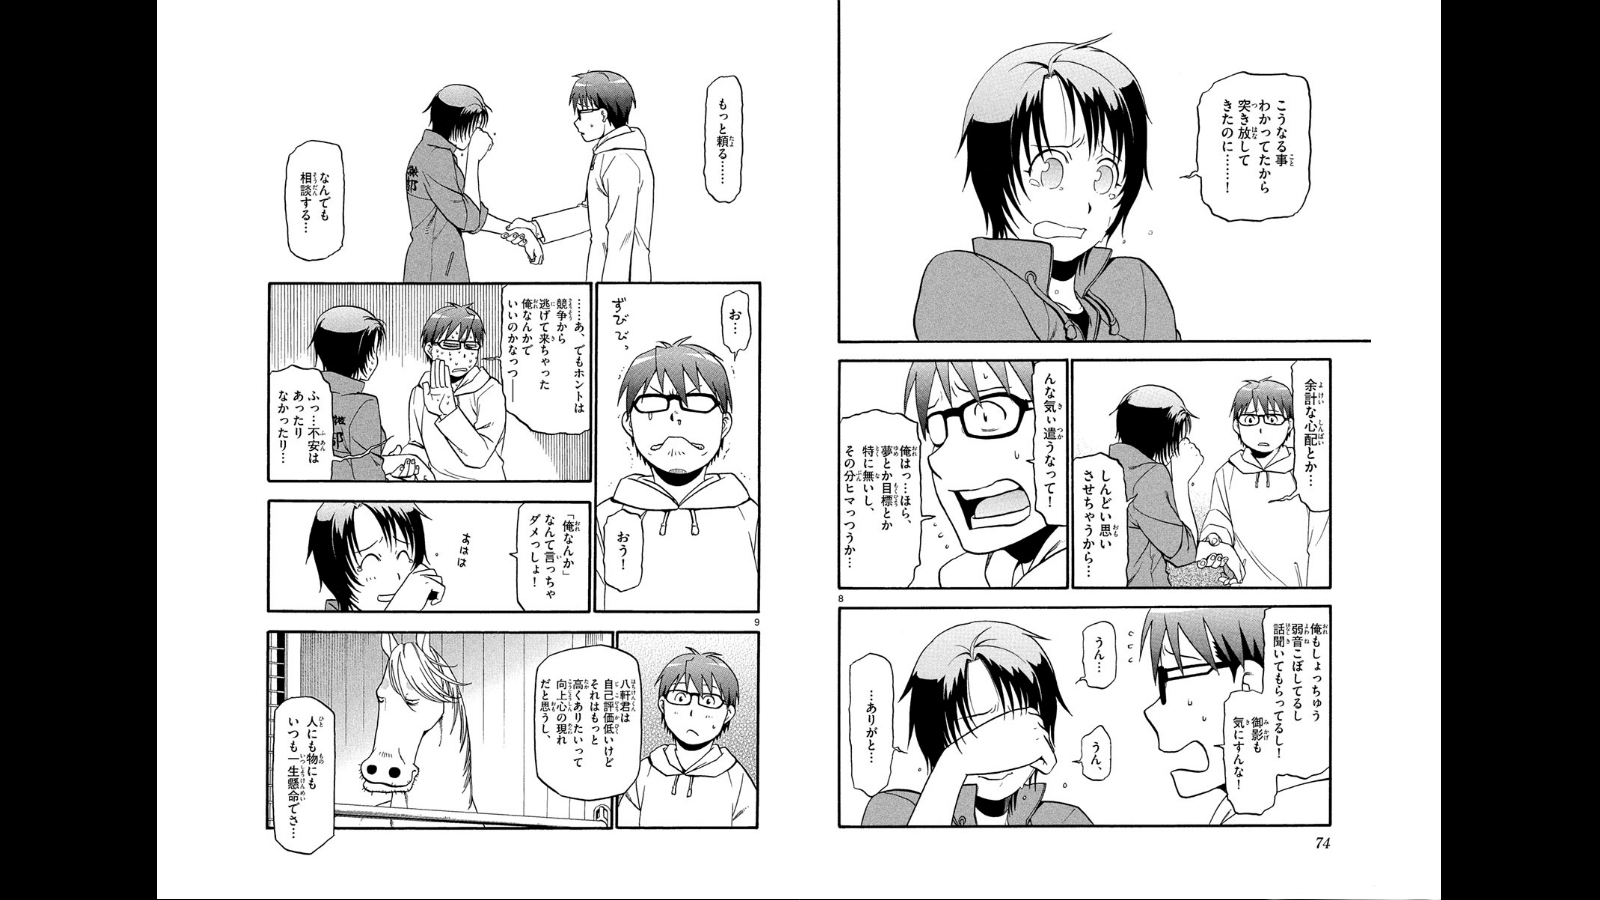 こうなる事
わかってたから
突き放して
きたのに………！
余計な心配とか…
しんどい思い
させちゃうから…
んな気ぃ遣うなって！
俺はっ…ほら、
夢とか目標とか
特に無いし、
その分ヒマっつうか…
俺もしょっちゅう
弱音こぼしてるし
話聞いてもらってるし！
御影も
気にすんな！
うん…
うん、
…ありがと…
74
8
もっと頼る……
なんでも
相談する…
お…
ずびびっ
おう！
……あ、でもホントは
競争から
逃げて来ちゃった
俺なんかで
いいのかなっつ――
ふっ…不安は
あったり
なかったり…
「俺なんか」
なんて言っちゃ
ダメっしょ！
あはは
八軒君は
自己評価低いけど
それはもっと
高くありたいって
向上心の現れ
だと思うし、
人にも物にも
いつも一生懸命でさ…
9